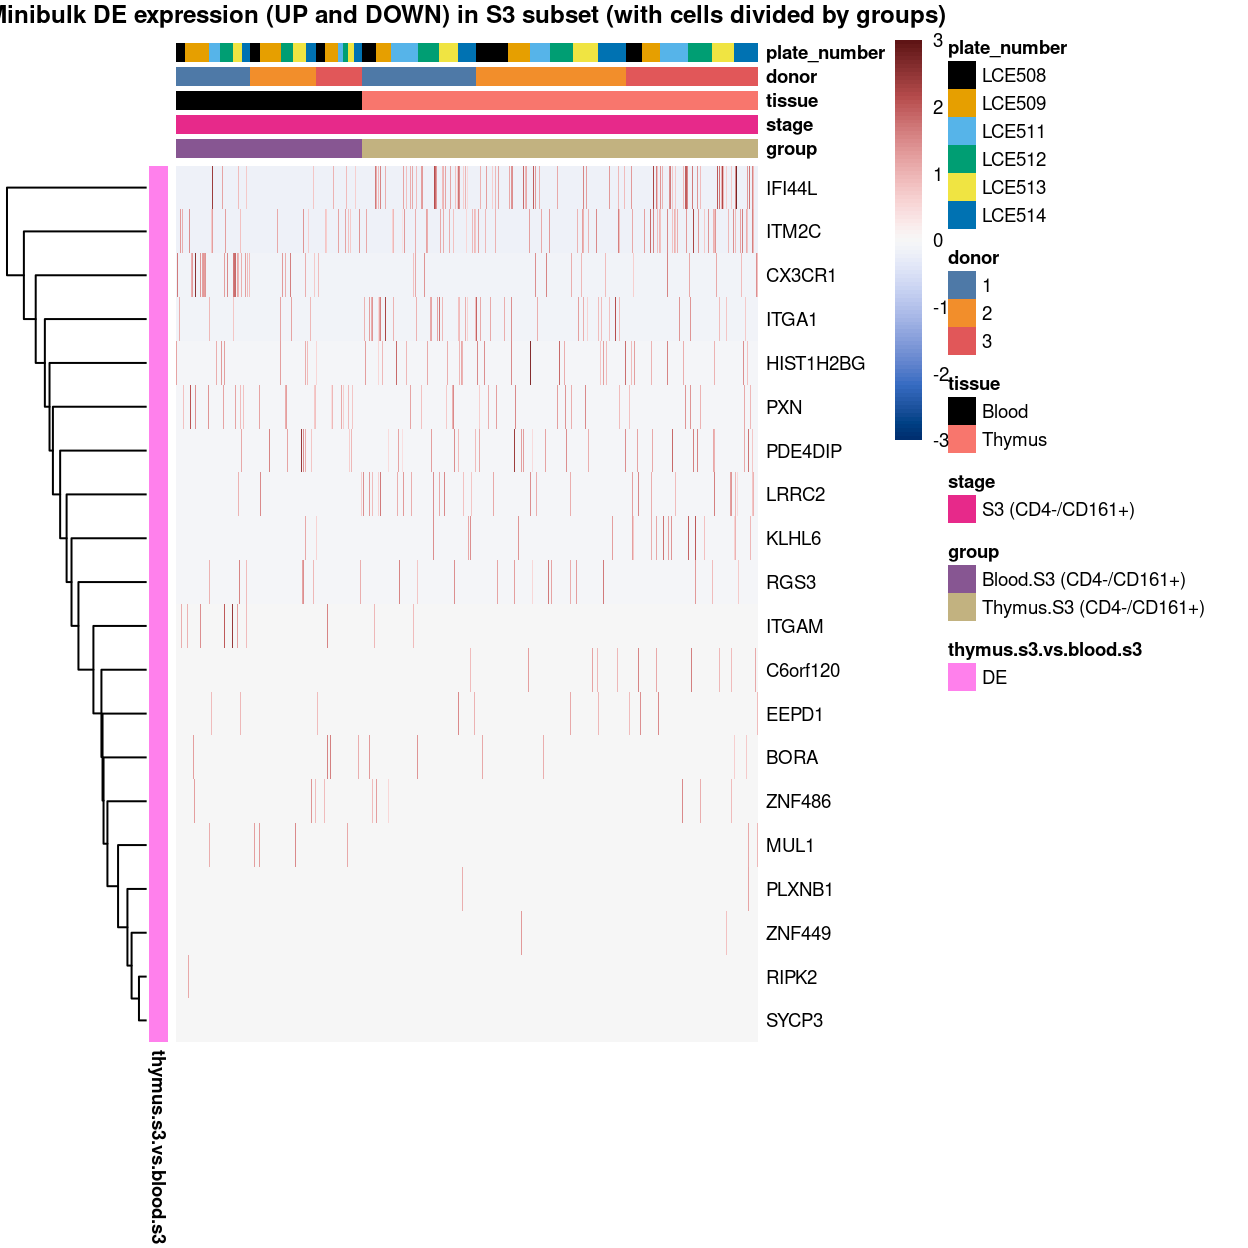 Minibulk DE expression (UP and DOWN) in S3 subset (with cells divided by groups)
plate_number
donor
tissue
stage
group
IFI44L
ITM2C
CX3CR1
ITGA1
HIST1H2BG
PXN
PDE4DIP
LRRC2
KLHL6
RGS3
ITGAM
C6orf120
EEPD1
BORA
ZNF486
MUL1
PLXNB1
ZNF449
RIPK2
SYCP3
thymus.s3.vs.blood.s3
3
2
1
0
-1
-2
-3
plate_number
LCE508
LCE509
LCE511
LCE512
LCE513
LCE514
donor
1
2
3
tissue
Blood
Thymus
stage
S3 (CD4-/CD161+)
group
Blood.S3 (CD4-/CD161+)
Thymus.S3 (CD4-/CD161+)
thymus.s3.vs.blood.s3
DE